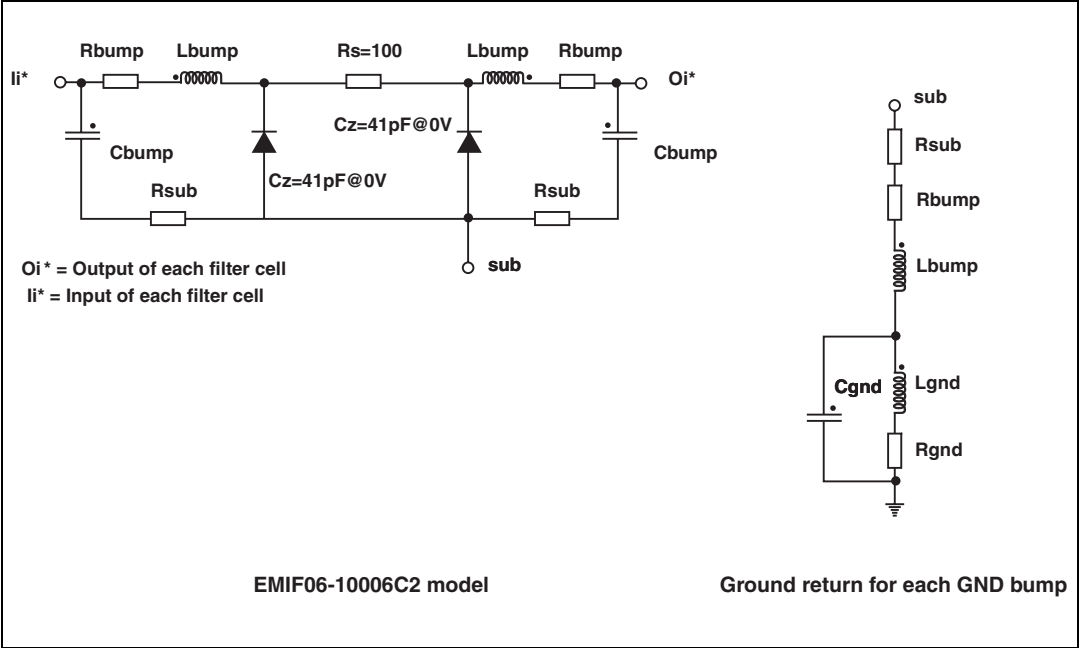 Rbump
Lbump
Rs=100
Lbump
Rbump
Ii*
Oi*
Cz=41pF@0V
Cbump
Cbump
Cz=41pF@0V
Rsub
Rsub
sub
Oi* = Output of each filter cell
Ii* = Input of each filter cell
sub
Rsub
Rbump
Lbump
Cgnd
Lgnd
Rgnd
EMIF06-10006C2 model
Ground return for each GND bump